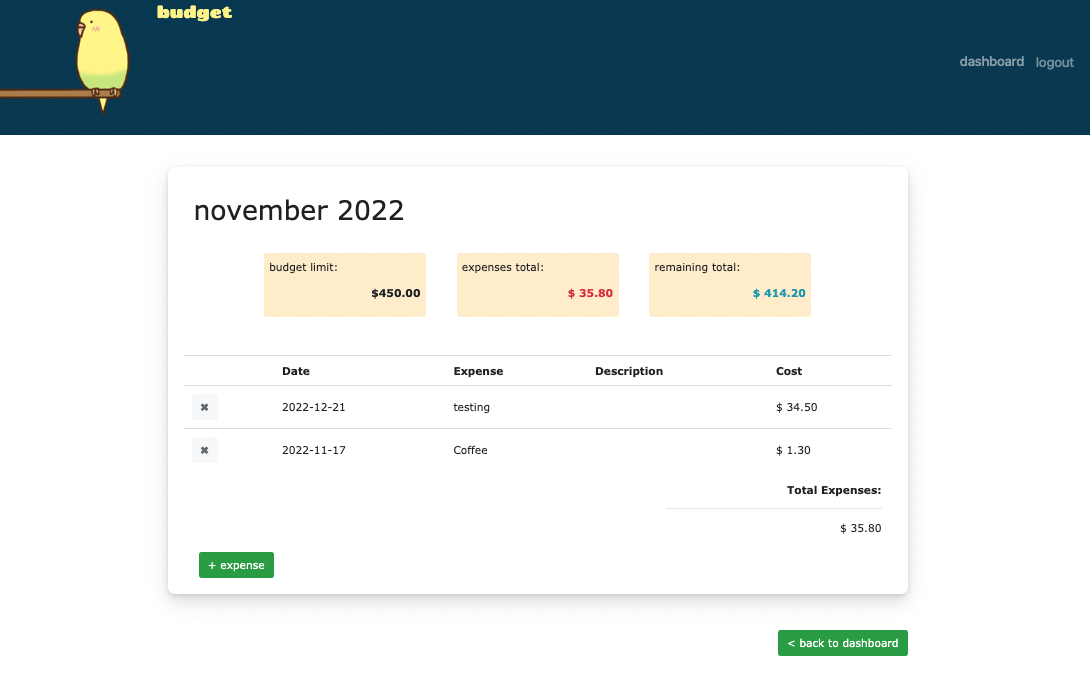 budget
dashboard logout
november 2022
budget limit: expenses total: remaining total:
$450.00 $ 35.80 $ 414.20
Date Expense Description Cost
✖ 2022-12-21 testing $ 34.50
✖ 2022-11-17 Coffee $ 1.30
Total Expenses:
$ 35.80
+ expense
< back to dashboard